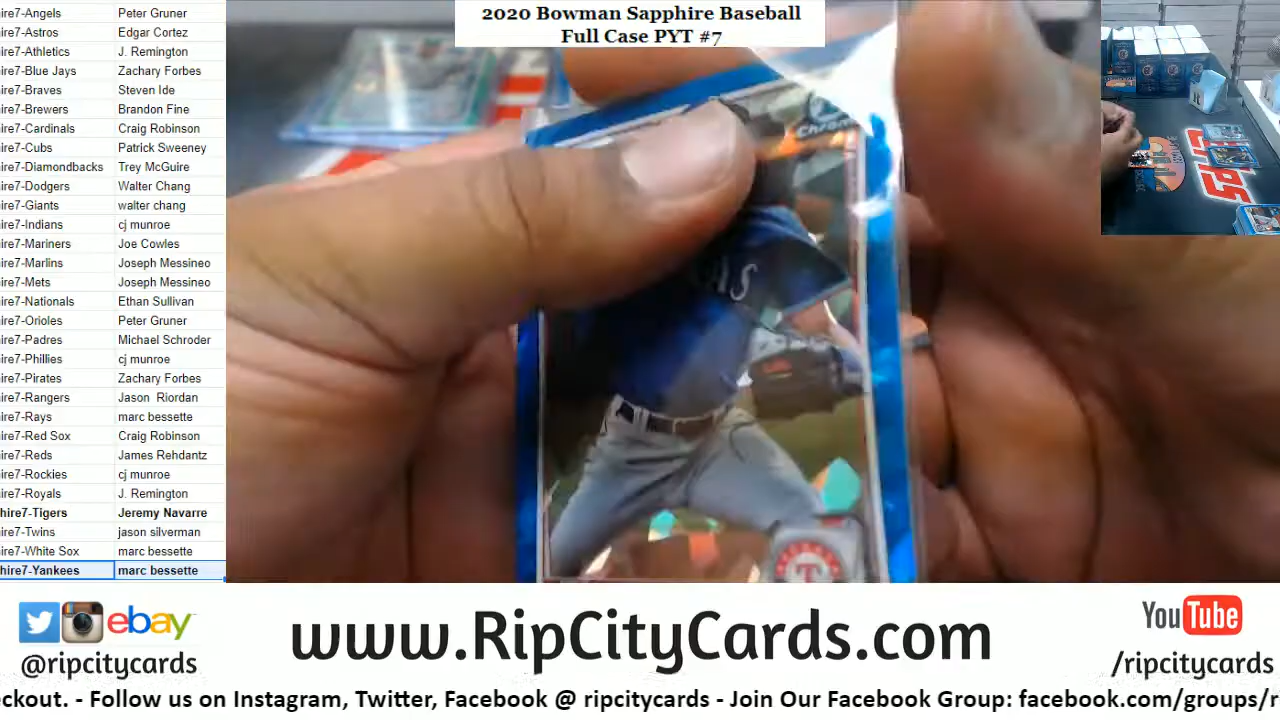 2020 Bowman Sapphire Baseball
Full Case PYT #7
hire7-Angels Peter Gruner
ire7-Astros Edgar Cortez
ire7-Athletics J. Remington
ire7-Blue Jays Zachary Forbes
ire7-Braves Steven Ide
ire7-Brewers Brandon Fine
ire7-Cardinals Craig Robinson
ire7-Cubs Patrick Sweeney
ire7-Diamondbacks Trey McGuire
ire7-Dodgers Walter Chang
ire7-Giants walter chang
ire7-Indians cj munroe
ire7-Mariners Joe Cowles
ire7-Marlins Joseph Messineo
ire7-Mets Joseph Messineo
ire7-Nationals Ethan Sullivan
ire7-Orioles Peter Gruner
ire7-Padres Michael Schroder
ire7-Phillies cj munroe
ire7-Pirates Zachary Forbes
ire7-Rangers Jason Riordan
ire7-Rays marc bessette
ire7-Red Sox Craig Robinson
ire7-Reds James Rehdantz
ire7-Rockies cj munroe
ire7-Royals J. Remington
hire7-Tigers Jeremy Navarre
ire7-Twins jason silverman
ire7-White Sox marc bessette
hire7-Yankees marc bessette
Chrome
AS
T
RIPS
ebay
@ripcitycards
www.RipCityCards.com
YouTube
/ripcitycards
eckout. - Follow us on Instagram, Twitter, Facebook @ ripcitycards - Join Our Facebook Group: facebook.com/groups/r